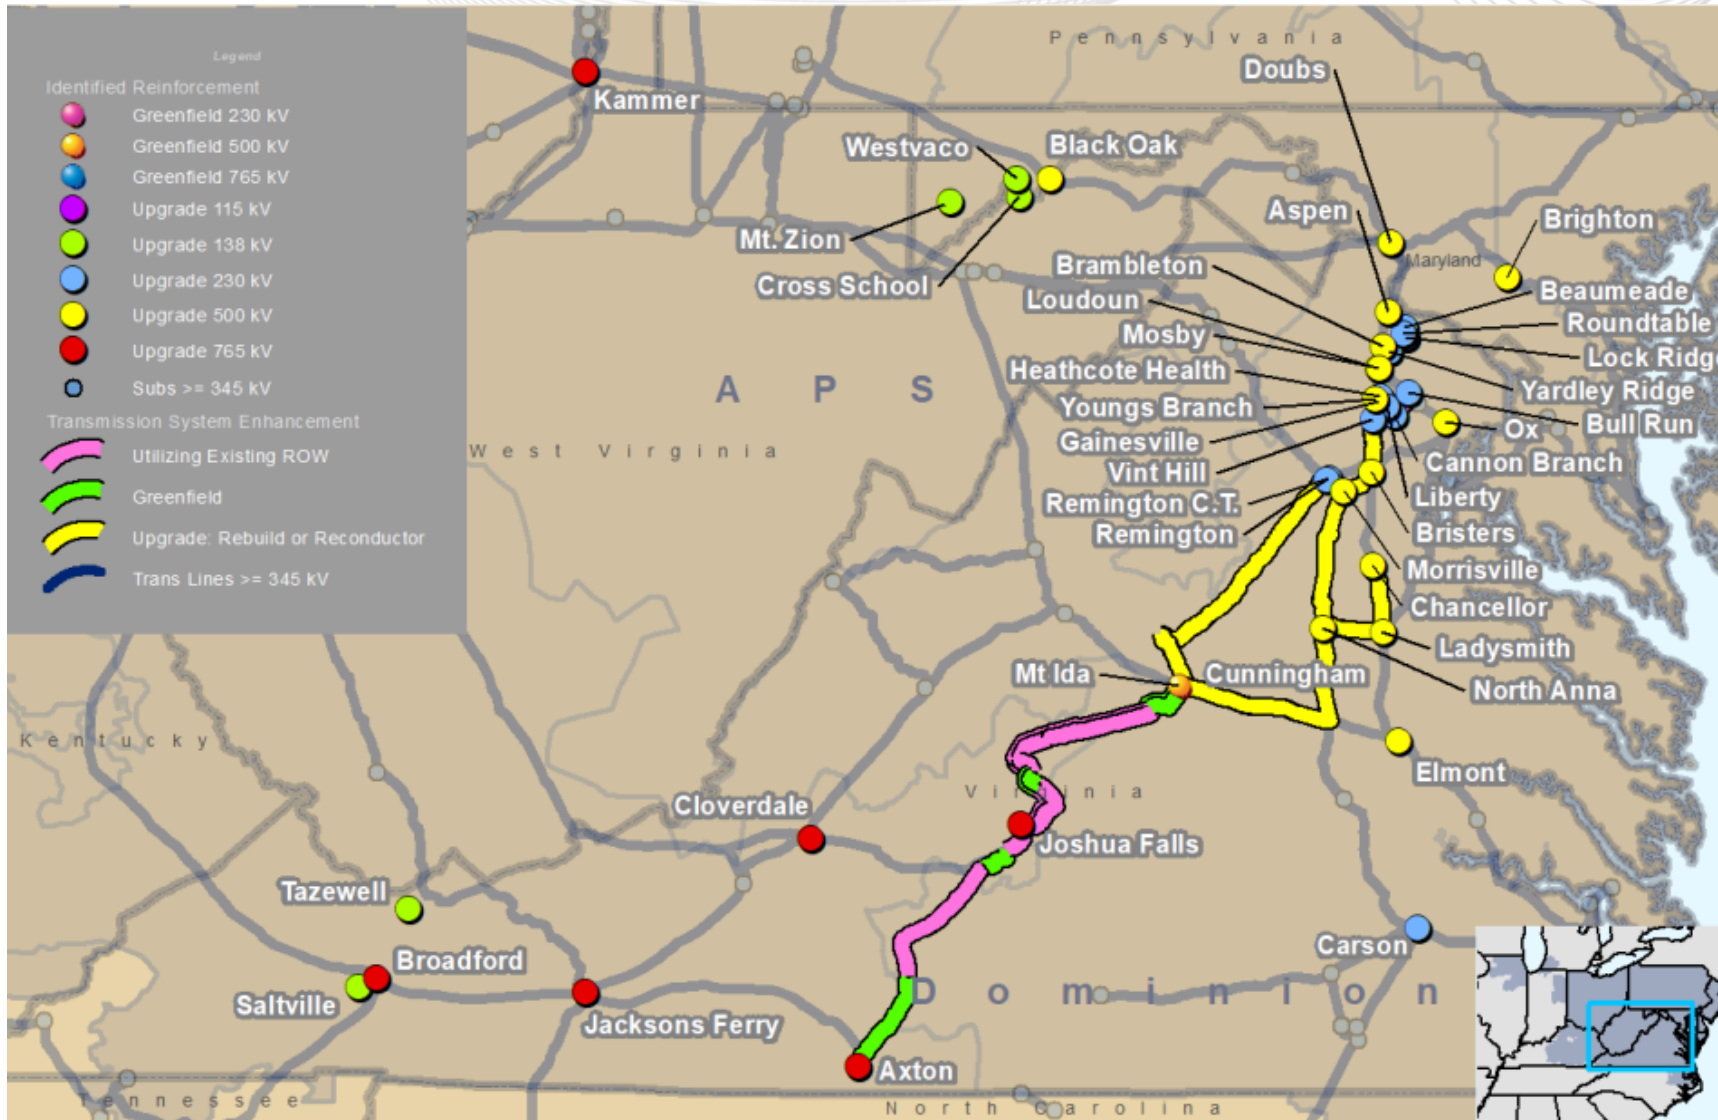 Legend
Identified Reinforcement
Greenfield 230 kV
Greenfield 500 kV
Greenfield 765 kV
Upgrade 115 kV
Upgrade 138 kV
Upgrade 230 kV
Upgrade 500 kV
Upgrade 765 kV
Subs >= 345 kV
Transmission System Enhancement
Utilizing Existing ROW
Greenfield
Upgrade: Rebuild or Reconductor
Trans Lines >= 345 kV
Pennsylvania
Doubs
Kammer
Westvaco
Black Oak
Aspen
Brighton
Mt. Zion
Maryland
Brambleton
Cross School
Beaumeade
Loudoun
Roundtable
Mosby
Lock Ridge
Heathcote Health
Yardley Ridge
APS
Youngs Branch
Bull Run
Ox
Gainesville
West Virginia
Cannon Branch
Vint Hill
Liberty
Remington C.T.
Bristers
Remington
Morrisville
Chancellor
Ladysmith
Mt Ida
Cunningham
North Anna
Kentucky
Elmont
Virginia
Cloverdale
Joshua Falls
Tazewell
Carson
Broadford
Dominion
Saltville
Jacksons Ferry
Axton
Tennessee
North Carolina